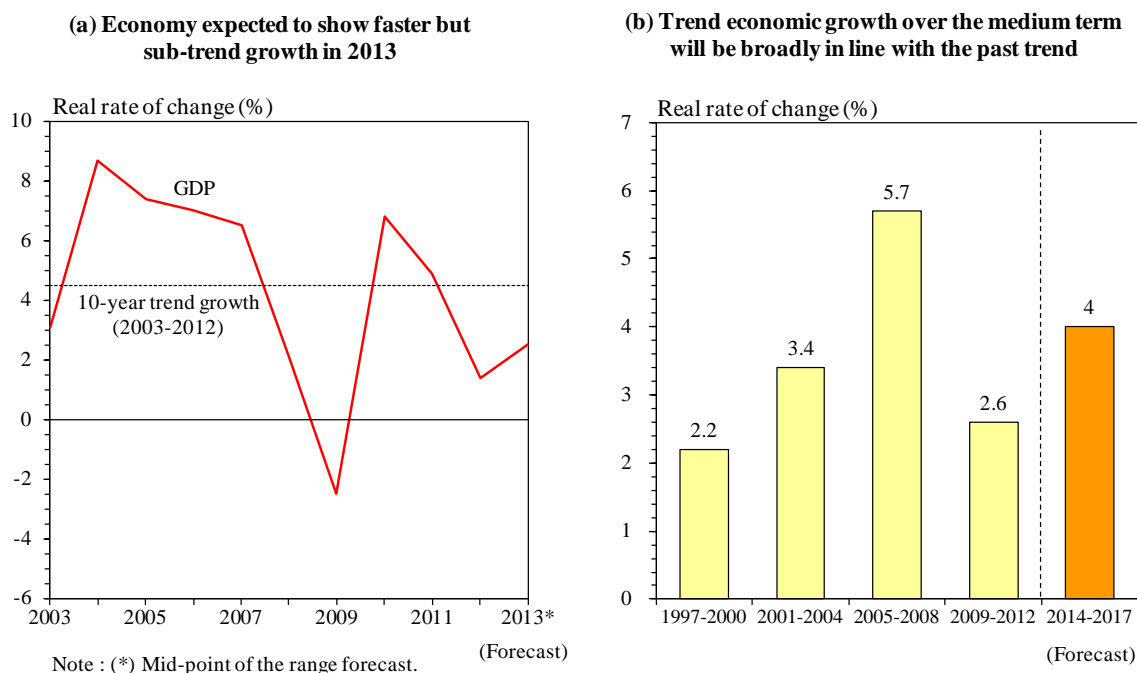 (a) Economy expected to show faster but
sub-trend growth in 2013
Real rate of change (%)
10
8
6
4
2
0
-2
-4
-6
GDP
10-year trend growth
(2003-2012)
2003 2005 2007 2009 2011 2013*
(Forecast)
Note : (*) Mid-point of the range forecast.
(b) Trend economic growth over the medium term
will be broadly in line with the past trend
Real rate of change (%)
7
6
5
4
3
2
1
0
2.2
3.4
5.7
2.6
4
1997-2000 2001-2004 2005-2008 2009-2012 2014-2017
(Forecast)